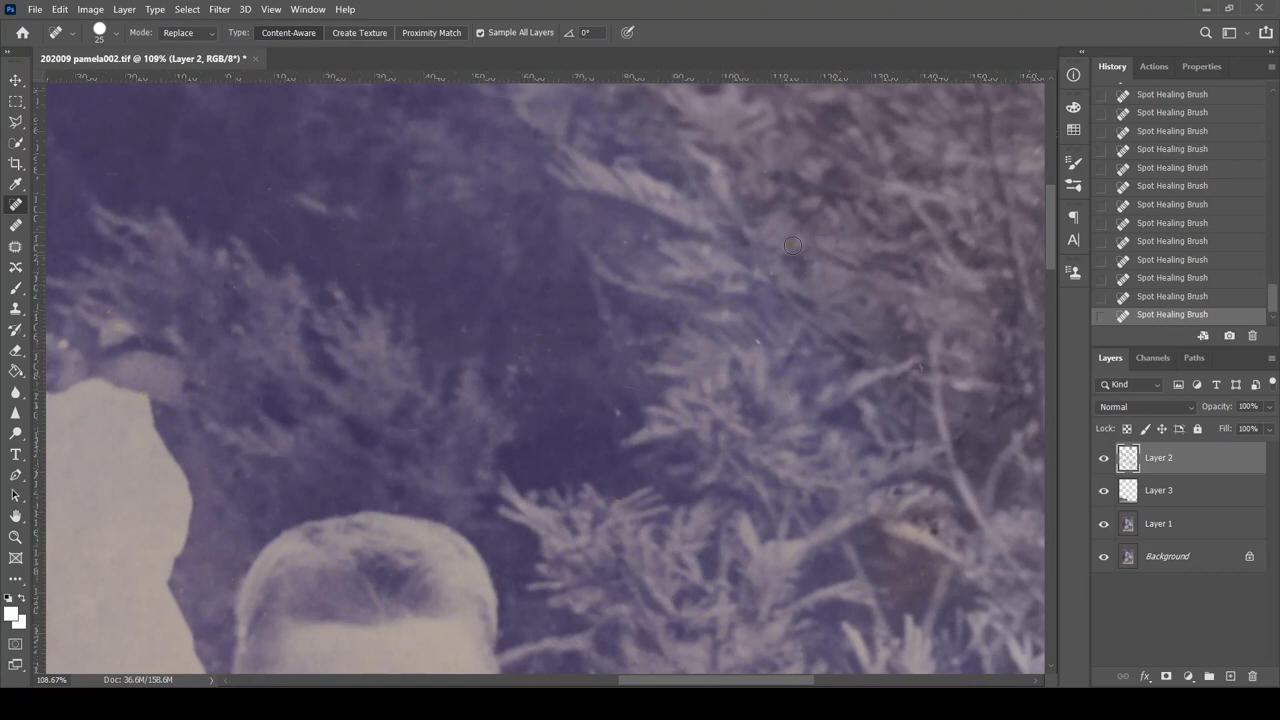 Ps File Edit Image Layer Type Select Filter 3D View Window Help
25 Mode: Replace Type: Content-Aware Create Texture Proximity Match Sample All Layers 0°
202009 pamela002.tif @ 109% (Layer 2, RGB/8*) *
History Actions Properties
Spot Healing Brush
Spot Healing Brush
Spot Healing Brush
Spot Healing Brush
Spot Healing Brush
Spot Healing Brush
Spot Healing Brush
Spot Healing Brush
Spot Healing Brush
Spot Healing Brush
Spot Healing Brush
Spot Healing Brush
Spot Healing Brush
Layers Channels Paths
Kind
Normal Opacity: 100%
Lock: Fill: 100%
Layer 2
Layer 3
Layer 1
Background
108.67% Doc: 36.6M/158.6M